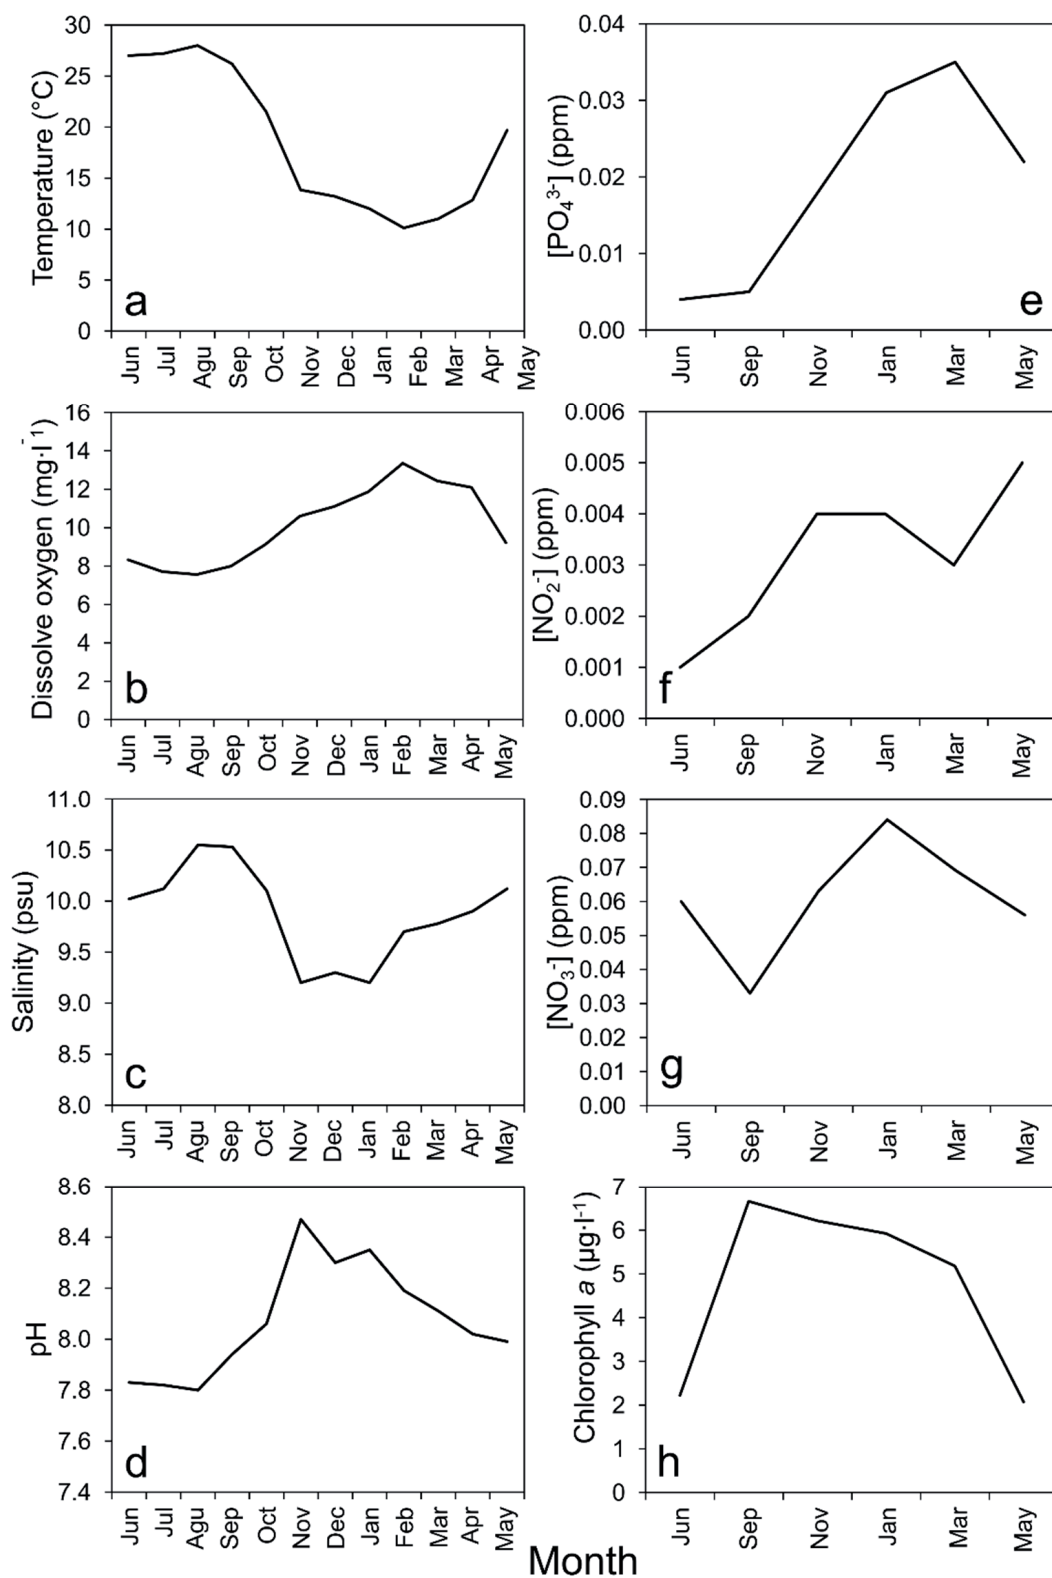 Temperature (°C)
30
25
20
15
10
5
0
a
Jun Jul Agu Sep Oct Nov Dec Jan Feb Mar Apr May
[PO₄³⁻] (ppm)
0.04
0.03
0.02
0.01
0.00
e
Jun Sep Nov Jan Mar May
Dissolve oxygen (mg·l⁻¹)
16
14
12
10
8
6
4
2
0
b
Jun Jul Agu Sep Oct Nov Dec Jan Feb Mar Apr May
[NO₂⁻] (ppm)
0.006
0.005
0.004
0.003
0.002
0.001
0.000
f
Jun Sep Nov Jan Mar May
Salinity (psu)
11.0
10.5
10.0
9.5
9.0
8.5
8.0
c
Jun Jul Agu Sep Oct Nov Dec Jan Feb Mar Apr May
[NO₃⁻] (ppm)
0.09
0.08
0.07
0.06
0.05
0.04
0.03
0.02
0.01
0.00
g
Jun Sep Nov Jan Mar May
pH
8.6
8.4
8.2
8.0
7.8
7.6
7.4
d
Jun Jul Agu Sep Oct Nov Dec Jan Feb Mar Apr May
Chlorophyll a (µg·l⁻¹)
7
6
5
4
3
2
1
0
h
Jun Sep Nov Jan Mar May
Month